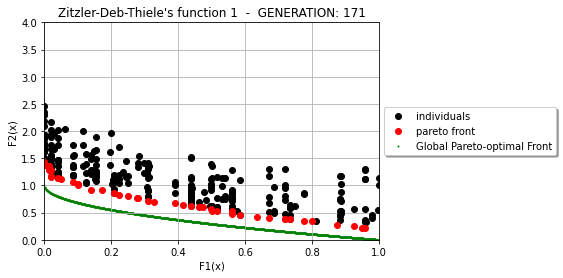 Zitzler-Deb-Thiele's function 1  -  GENERATION: 171
4.0
3.5
3.0
2.5
2.0
1.5
1.0
0.5
0.0
F2(x)
0.0 0.2 0.4 0.6 0.8 1.0
F1(x)
individuals
pareto front
Global Pareto-optimal Front